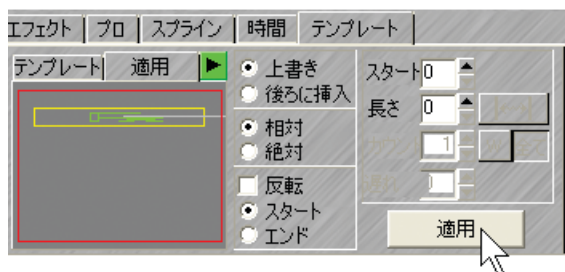 エフェクト プロ スプライン 時間 テンプレート
テンプレート 適用
上書き
後ろに挿入
相対
絶対
反転
スタート
エンド
スタート 0
長さ 0
1
適用